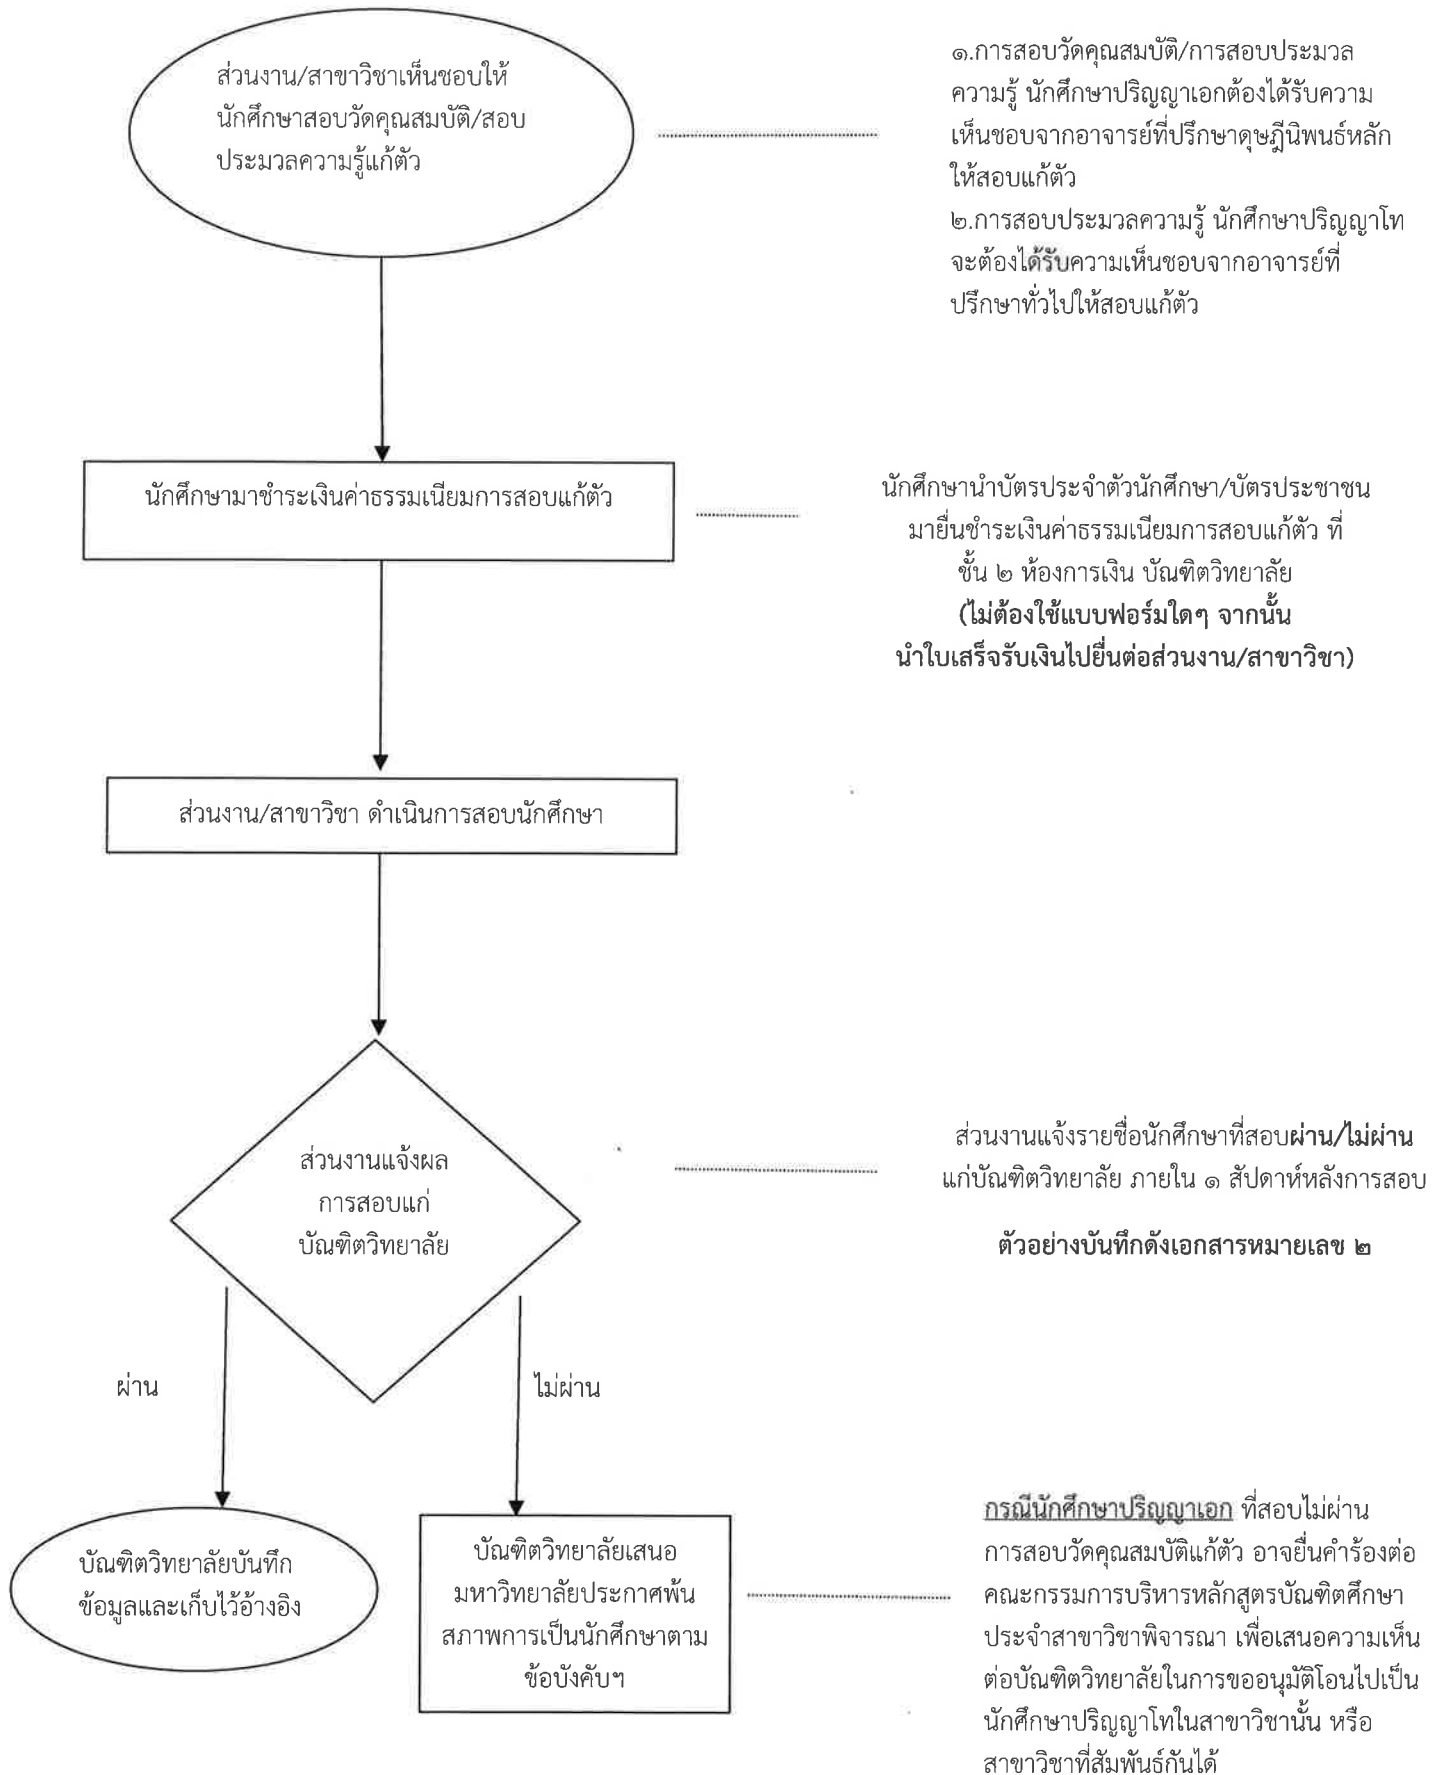 ส่วนงาน/สาขาวิชาเห็นชอบให้
นักศึกษาสอบวัดคุณสมบัติ/สอบ
ประมวลความรู้แก้ตัว
๑.การสอบวัดคุณสมบัติ/การสอบประมวล
ความรู้ นักศึกษาปริญญาเอกต้องได้รับความ
เห็นชอบจากอาจารย์ที่ปรึกษาดุษฎีนิพนธ์หลัก
ให้สอบแก้ตัว
๒.การสอบประมวลความรู้ นักศึกษาปริญญาโท
จะต้องได้รับความเห็นชอบจากอาจารย์ที่
ปรึกษาทั่วไปให้สอบแก้ตัว
นักศึกษามาชำระเงินค่าธรรมเนียมการสอบแก้ตัว
นักศึกษานำบัตรประจำตัวนักศึกษา/บัตรประชาชน
มายื่นชำระเงินค่าธรรมเนียมการสอบแก้ตัว ที่
ชั้น ๒ ห้องการเงิน บัณฑิตวิทยาลัย
(ไม่ต้องใช้แบบฟอร์มใดๆ จากนั้น
นำใบเสร็จรับเงินไปยื่นต่อส่วนงาน/สาขาวิชา)
ส่วนงาน/สาขาวิชา ดำเนินการสอบนักศึกษา
ส่วนงานแจ้งผล
การสอบแก่
บัณฑิตวิทยาลัย
ส่วนงานแจ้งรายชื่อนักศึกษาที่สอบผ่าน/ไม่ผ่าน
แก่บัณฑิตวิทยาลัย ภายใน ๑ สัปดาห์หลังการสอบ
ตัวอย่างบันทึกดังเอกสารหมายเลข ๒
ผ่าน
ไม่ผ่าน
บัณฑิตวิทยาลัยบันทึก
ข้อมูลและเก็บไว้อ้างอิง
บัณฑิตวิทยาลัยเสนอ
มหาวิทยาลัยประกาศพ้น
สภาพการเป็นนักศึกษาตาม
ข้อบังคับฯ
กรณีนักศึกษาปริญญาเอก ที่สอบไม่ผ่าน
การสอบวัดคุณสมบัติแก้ตัว อาจยื่นคำร้องต่อ
คณะกรรมการบริหารหลักสูตรบัณฑิตศึกษา
ประจำสาขาวิชาพิจารณา เพื่อเสนอความเห็น
ต่อบัณฑิตวิทยาลัยในการขออนุมัติโอนไปเป็น
นักศึกษาปริญญาโทในสาขาวิชานั้น หรือ
สาขาวิชาที่สัมพันธ์กันได้